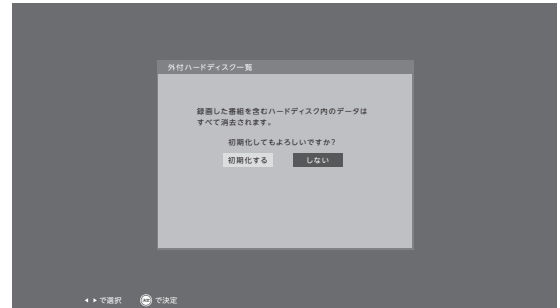 外付ハードディスク一覧
録画した番組を含むハードディスク内のデータは
すべて消去されます。
初期化してもよろしいですか?
初期化する
しない
◀ ▶ で選択
で決定